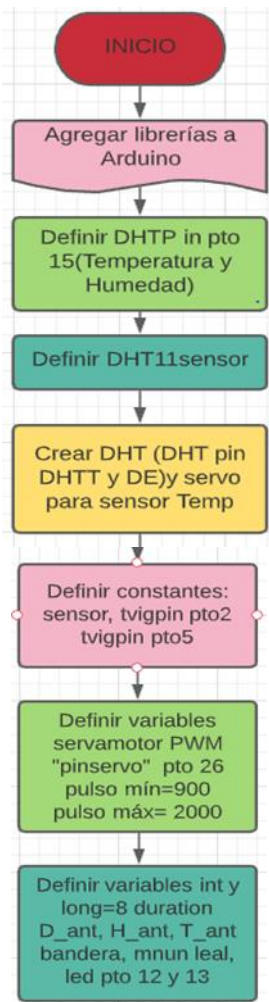 INICIO
Agregar librerías a
Arduino
Definir DHTP in pto
15(Temperatura y
Humedad)
Definir DHT11sensor
Crear DHT (DHT pin
DHTT y DE)y servo
para sensor Temp
Definir constantes:
sensor, tvigpin pto2
tvigpin pto5
Definir variables
servamotor PWM
"pinservo" pto 26
pulso mín=900
pulso máx= 2000
Definir variables int y
long=8 duration
D_ant, H_ant, T_ant
bandera, mnun leal,
led pto 12 y 13